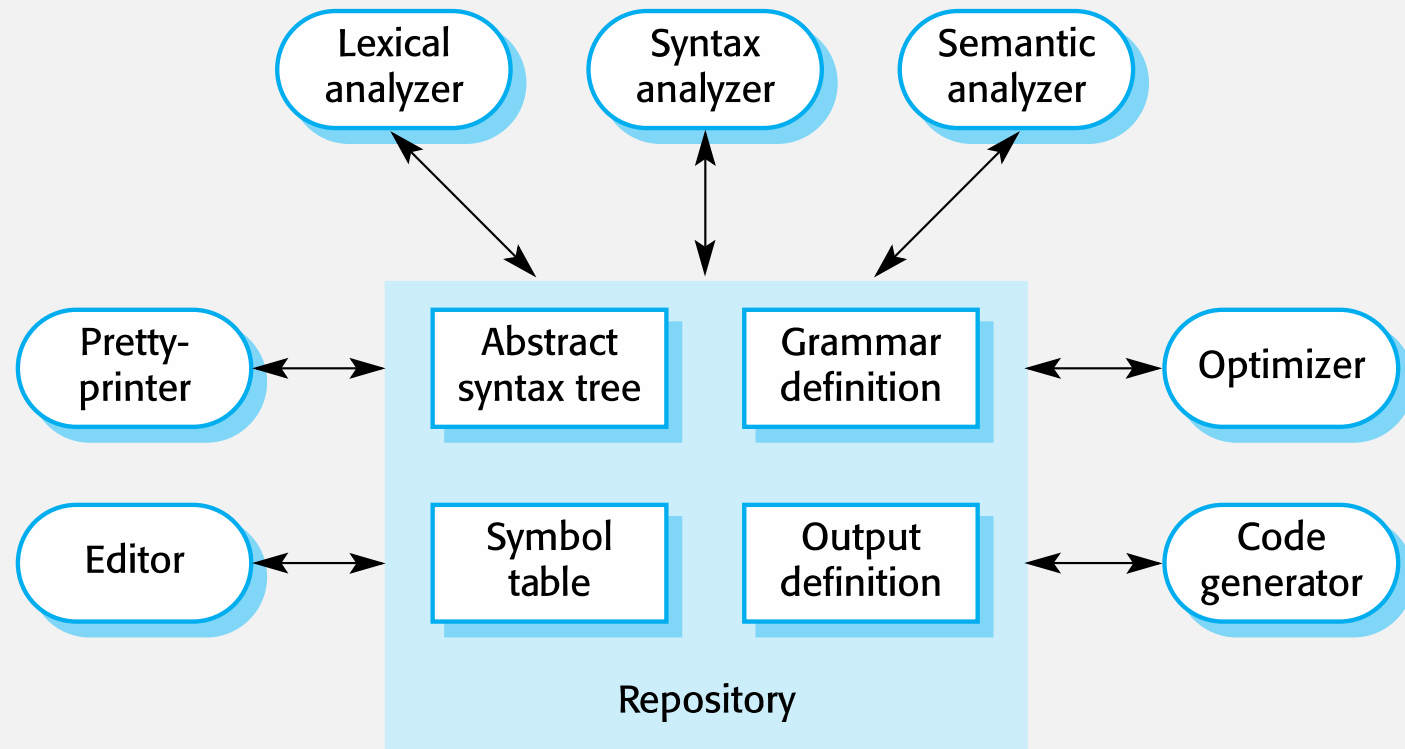 Lexical
analyzer
Syntax
analyzer
Semantic
analyzer
Pretty-
printer
Abstract
syntax tree
Grammar
definition
Optimizer
Editor
Symbol
table
Output
definition
Code
generator
Repository